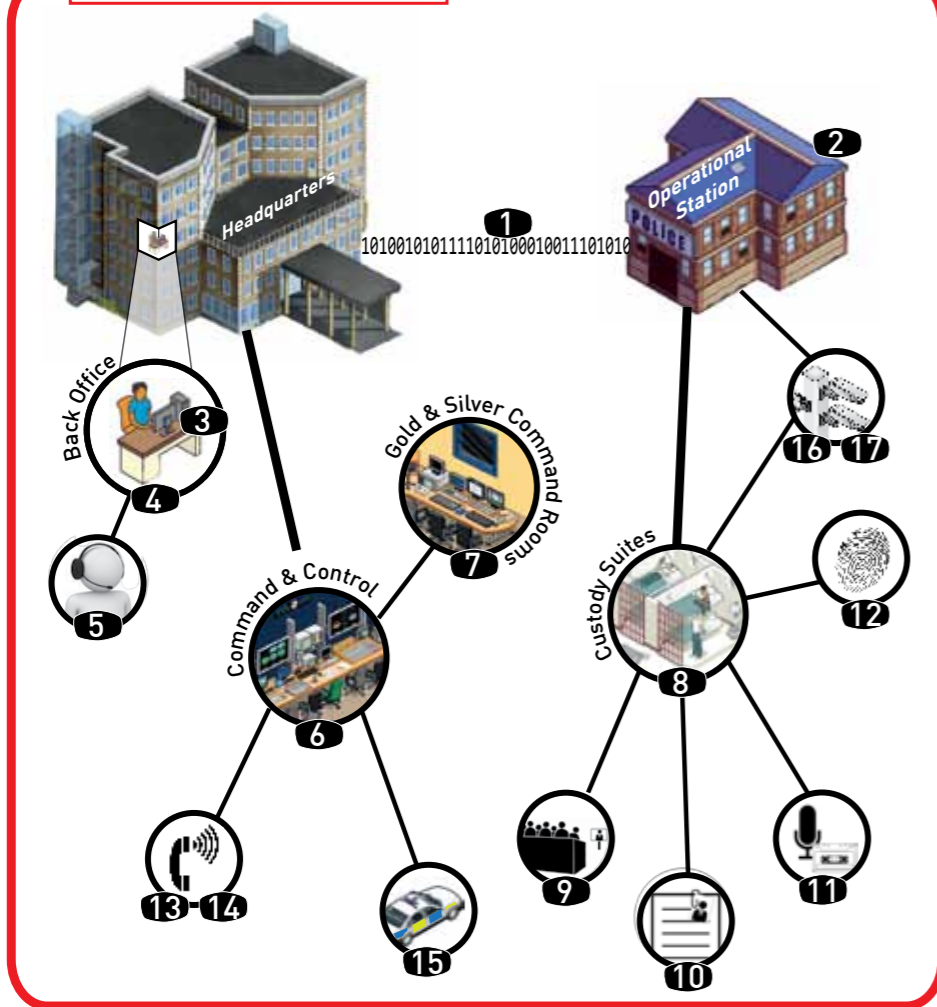 Headquarters
1
1010010101111010100010011101010
2
Operational
Station
POLICE
Back Office
3
4
5
Gold & Silver Command Rooms
7
Command & Control
6
16 17
12
Custody Suites
8
13 14
15
9
10
11